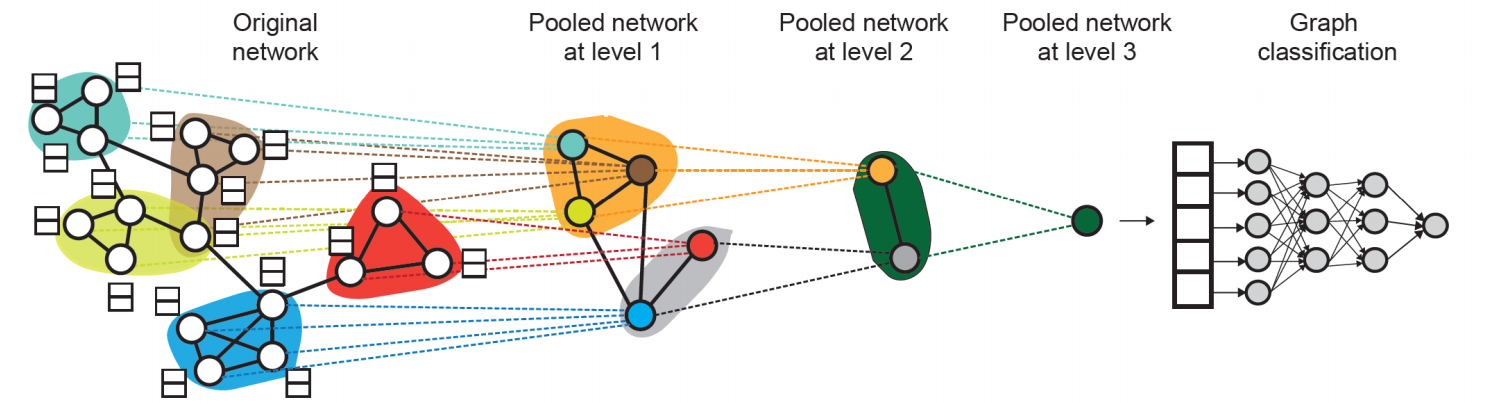 Original
network
Pooled network
at level 1
Pooled network
at level 2
Pooled network
at level 3
Graph
classification